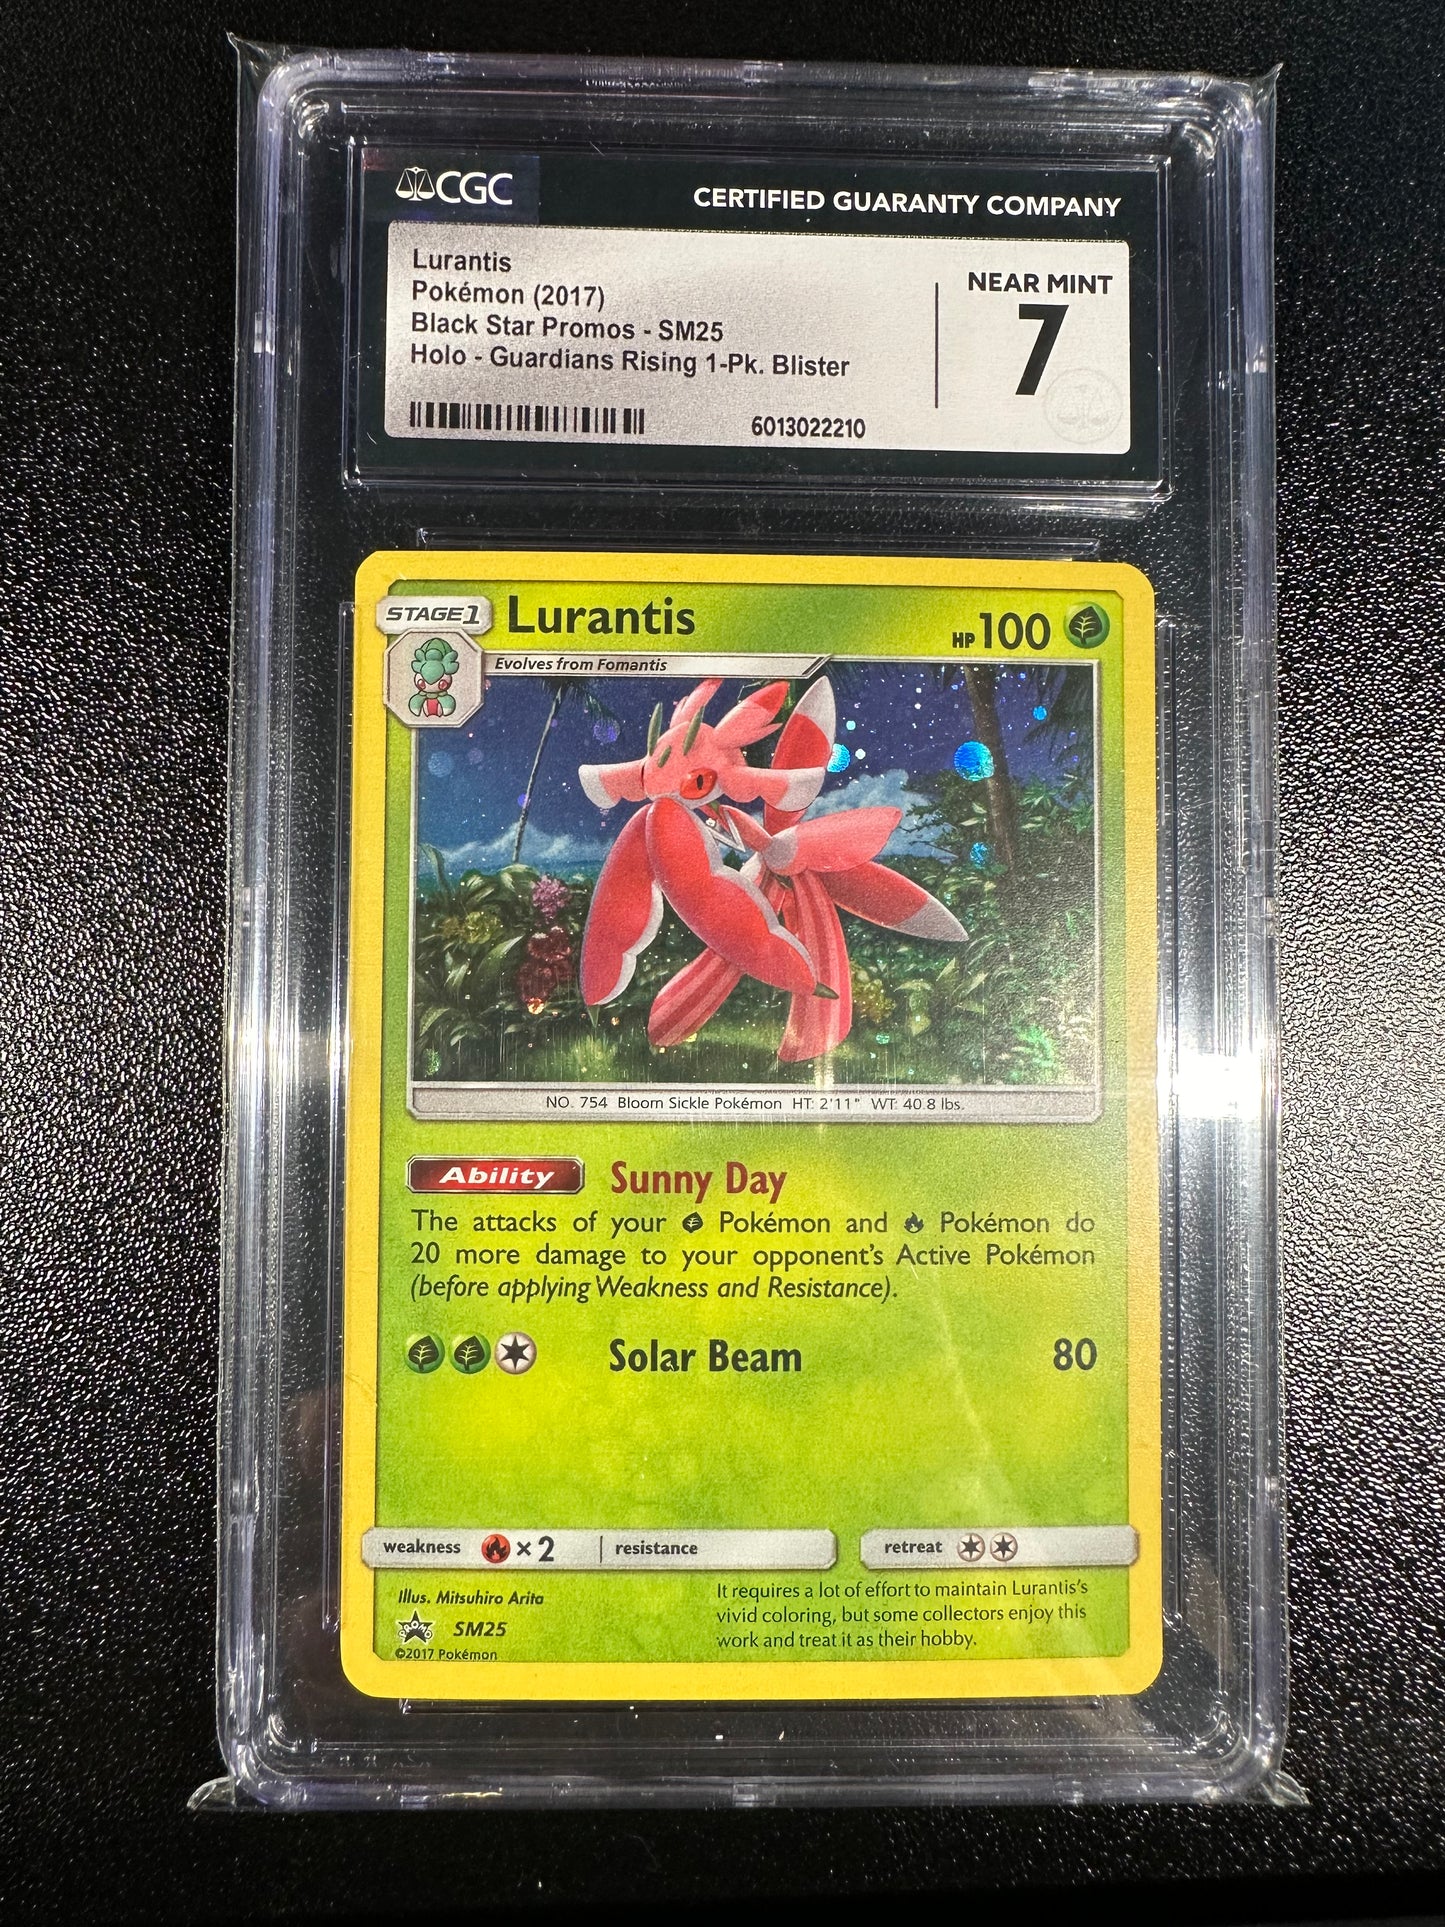 CGC
CERTIFIED GUARANTY COMPANY
Lurantis
Pokémon (2017)
Black Star Promos - SM25
Holo - Guardians Rising 1-Pk. Blister
6013022210
NEAR MINT
7
STAGE 1
Lurantis
HP 100
Evolves from Fomantis
NO. 754 Bloom Sickle Pokémon HT: 2'11" WT: 40.8 lbs.
Ability Sunny Day
The attacks of your Pokémon and Pokémon do
20 more damage to your opponent's Active Pokémon
(before applying Weakness and Resistance).
Solar Beam 80
weakness ×2 resistance
retreat
Illus. Mitsuhiro Arita
PROMO SM25
©2017 Pokémon
It requires a lot of effort to maintain Lurantis's
vivid coloring, but some collectors enjoy this
work and treat it as their hobby.